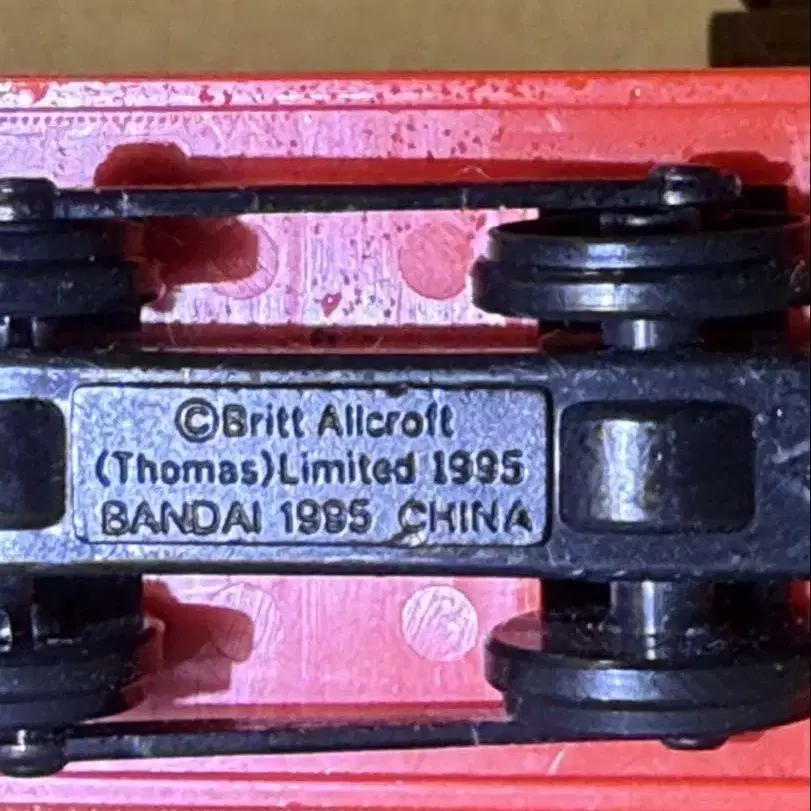 ©Britt Allcroft
(Thomas)Limited 1995
BANDAI 1995 CHINA